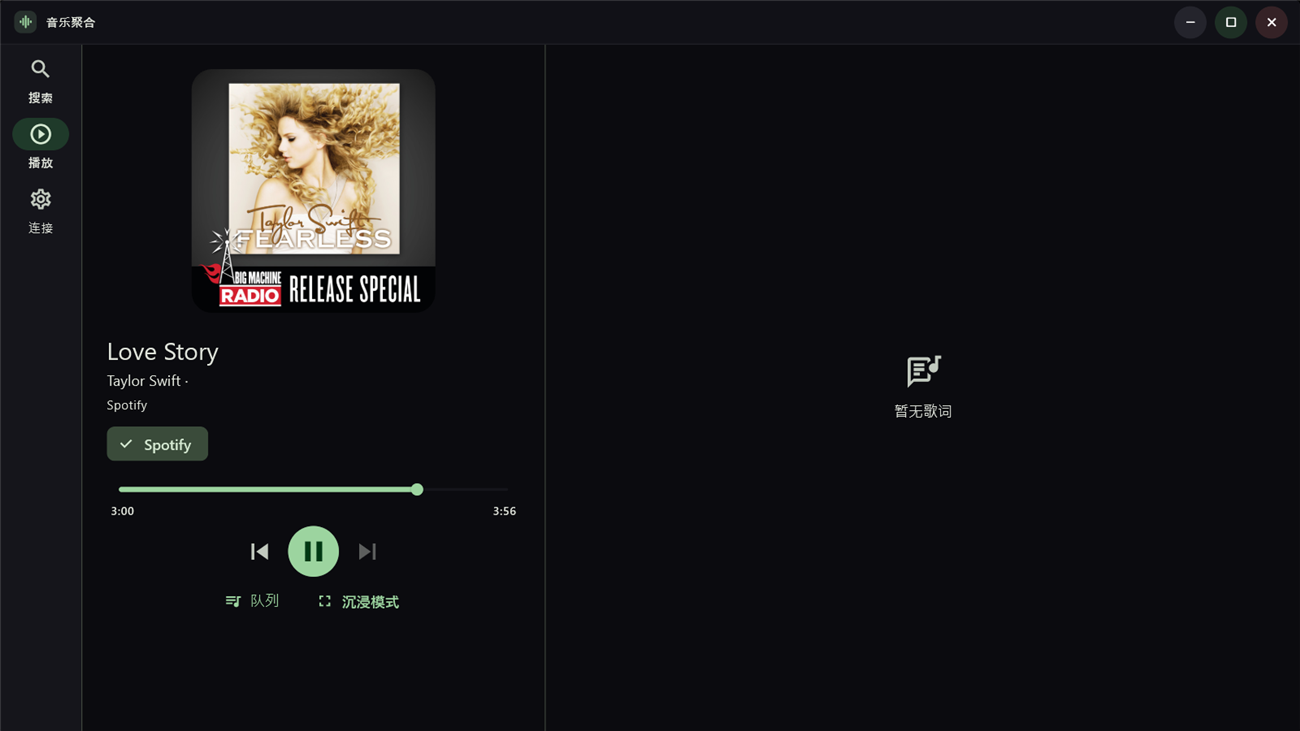 音乐聚合
搜索
播放
连接
Taylor Swift
FEARLESS
BIG MACHINE
RADIO
RELEASE SPECIAL
Love Story
Taylor Swift ·
Spotify
Spotify
3:00
3:56
队列
沉浸模式
暂无歌词